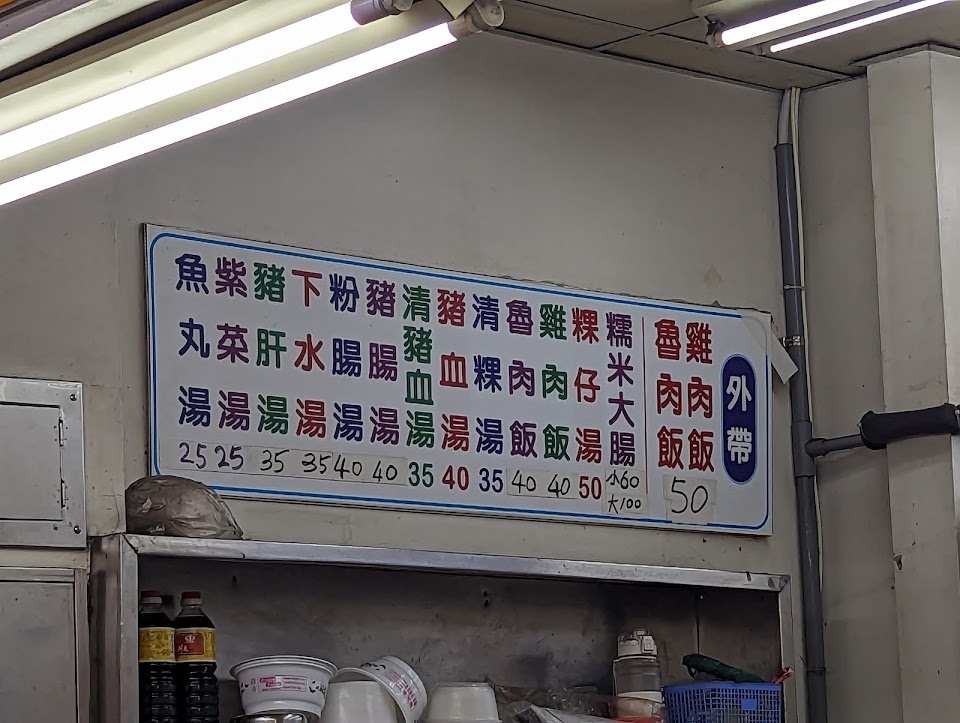 外帶
雞肉飯
魯肉飯
50
糯米大腸
小60
大100
粿仔湯
50
雞肉飯
40
魯肉飯
40
清粿湯
35
豬血湯
40
清豬血湯
35
豬腸湯
40
粉腸湯
40
下水湯
35
豬肝湯
35
紫菜湯
25
魚丸湯
25